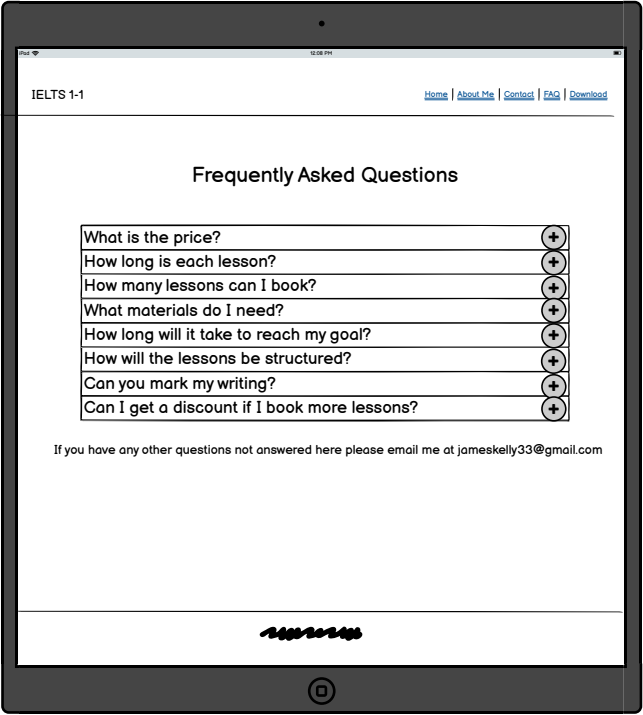 iPad 12:08 PM
IELTS 1-1 Home | About Me | Contact | FAQ | Download
Frequently Asked Questions
What is the price?
How long is each lesson?
How many lessons can I book?
What materials do I need?
How long will it take to reach my goal?
How will the lessons be structured?
Can you mark my writing?
Can I get a discount if I book more lessons?
If you have any other questions not answered here please email me at jameskelly33@gmail.com